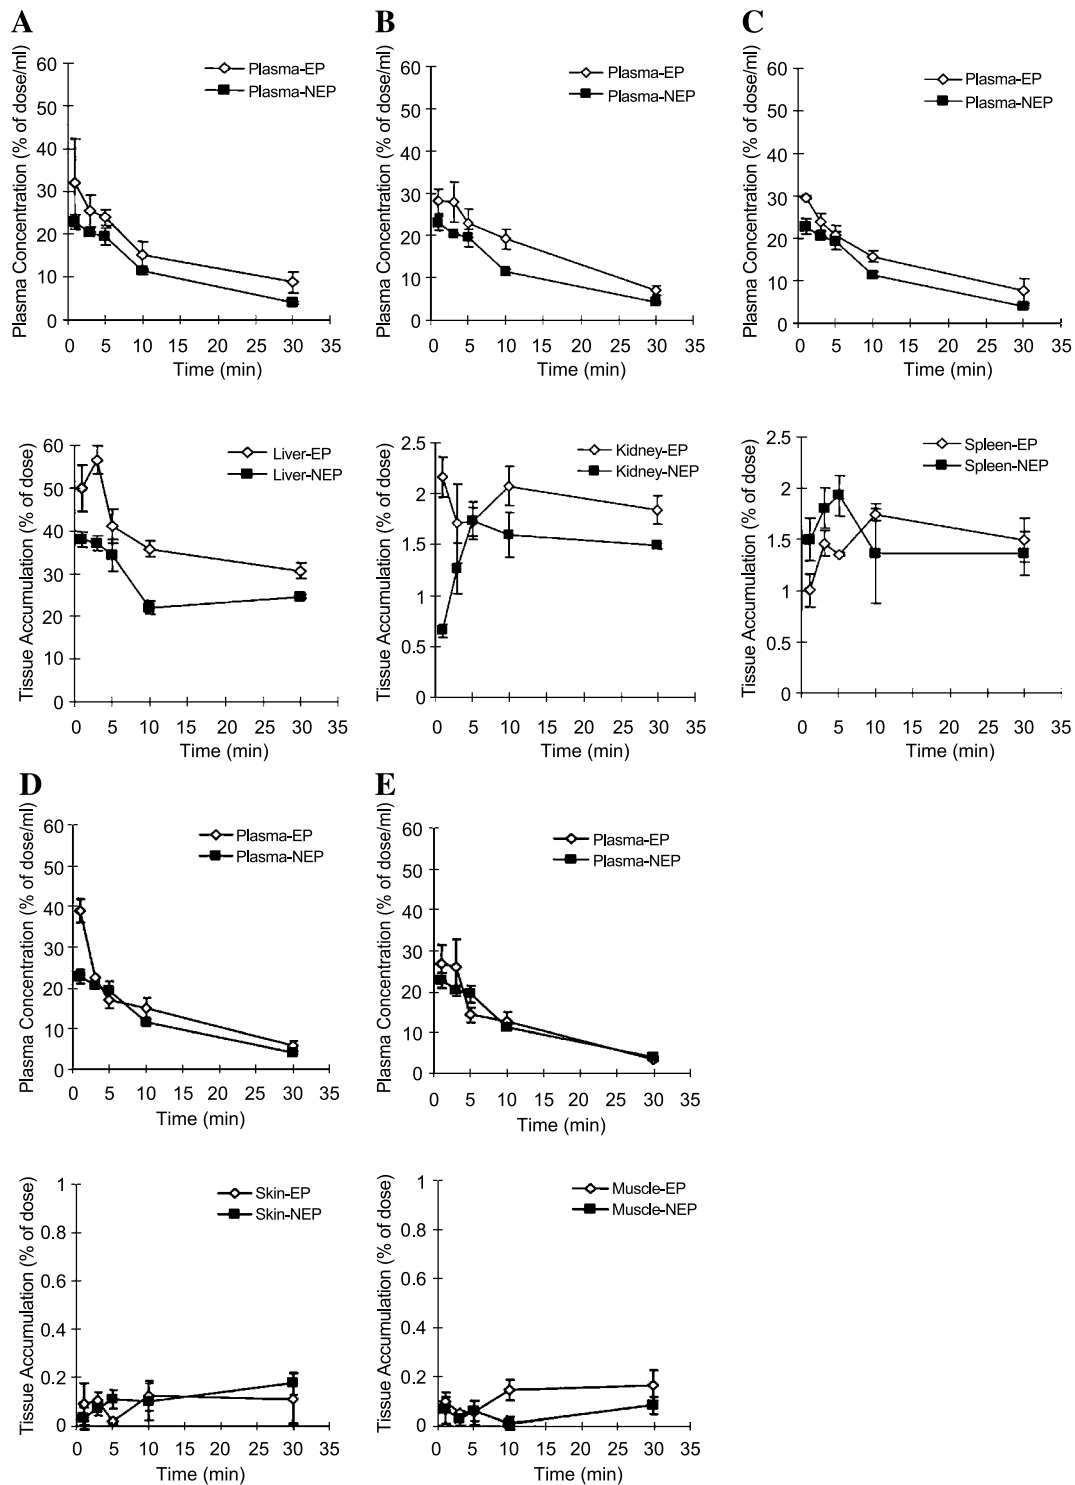 A
Plasma Concentration (% of dose/ml)
60
50
40
30
20
10
0
Plasma-EP
Plasma-NEP
0 5 10 15 20 25 30 35
Time (min)
Tissue Accumulation (% of dose)
60
50
40
30
20
10
0
Liver-EP
Liver-NEP
0 5 10 15 20 25 30 35
Time (min)
B
Plasma Concentration (% of dose/ml)
60
50
40
30
20
10
0
Plasma-EP
Plasma-NEP
0 5 10 15 20 25 30 35
Time (min)
Tissue Accumulation (% of dose)
2.5
2
1.5
1
0.5
0
Kidney-EP
Kidney-NEP
0 5 10 15 20 25 30 35
Time (min)
C
Plasma Concentration (% of dose/ml)
60
50
40
30
20
10
0
Plasma-EP
Plasma-NEP
0 5 10 15 20 25 30 35
Time (min)
Tissue Accumulation (% of dose)
2.5
2
1.5
1
0.5
0
Spleen-EP
Spleen-NEP
0 5 10 15 20 25 30 35
Time (min)
D
Plasma Concentration (% of dose/ml)
60
50
40
30
20
10
0
Plasma-EP
Plasma-NEP
0 5 10 15 20 25 30 35
Time (min)
Tissue Accumulation (% of dose)
1
0.8
0.6
0.4
0.2
0
Skin-EP
Skin-NEP
0 5 10 15 20 25 30 35
Time (min)
E
Plasma Concentration (% of dose/ml)
60
50
40
30
20
10
0
Plasma-EP
Plasma-NEP
0 5 10 15 20 25 30 35
Time (min)
Tissue Accumulation (% of dose)
1
0.8
0.6
0.4
0.2
0
Muscle-EP
Muscle-NEP
0 5 10 15 20 25 30 35
Time (min)